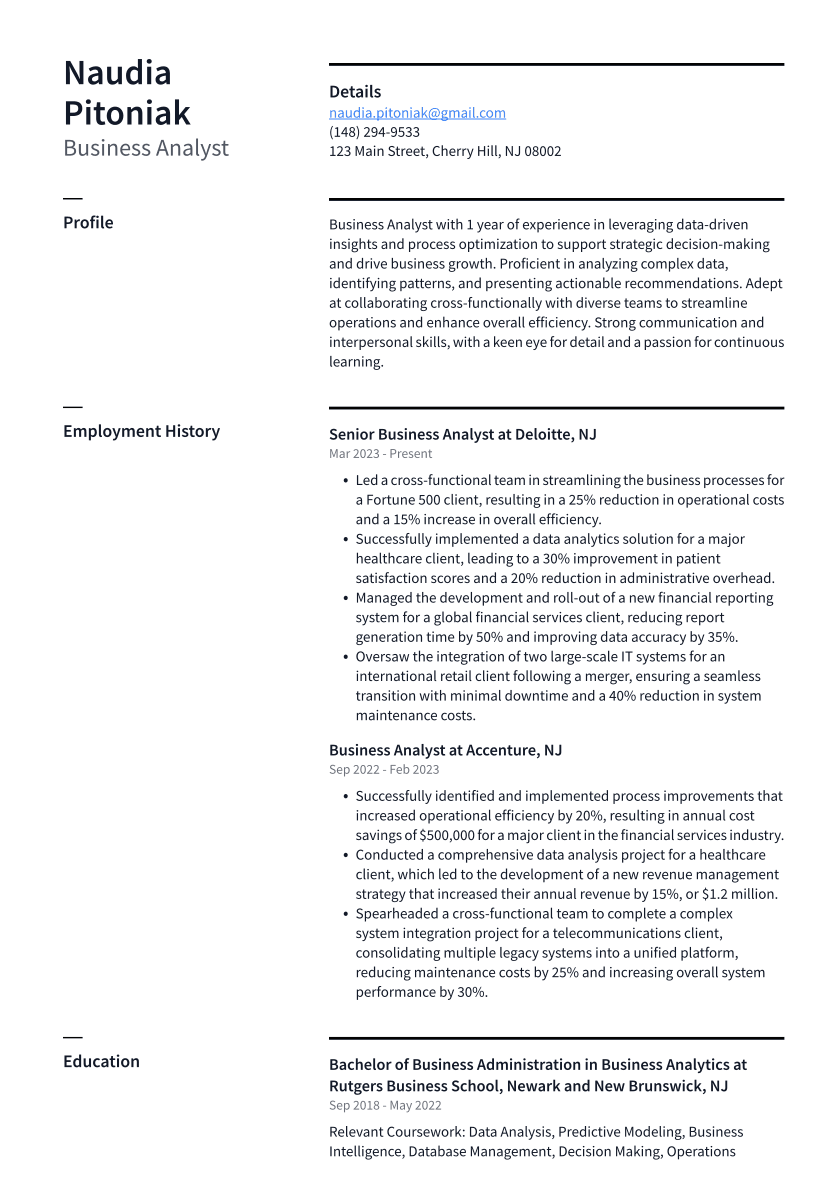 Naudia
Pitoniak
Business Analyst
Details
naudia.pitoniak@gmail.com
(148) 294-9533
123 Main Street, Cherry Hill, NJ 08002
Profile
Business Analyst with 1 year of experience in leveraging data-driven
insights and process optimization to support strategic decision-making
and drive business growth. Proficient in analyzing complex data,
identifying patterns, and presenting actionable recommendations. Adept
at collaborating cross-functionally with diverse teams to streamline
operations and enhance overall efficiency. Strong communication and
interpersonal skills, with a keen eye for detail and a passion for continuous
learning.
Employment History
Senior Business Analyst at Deloitte, NJ
Mar 2023 - Present
• Led a cross-functional team in streamlining the business processes for
a Fortune 500 client, resulting in a 25% reduction in operational costs
and a 15% increase in overall efficiency.
• Successfully implemented a data analytics solution for a major
healthcare client, leading to a 30% improvement in patient
satisfaction scores and a 20% reduction in administrative overhead.
• Managed the development and roll-out of a new financial reporting
system for a global financial services client, reducing report
generation time by 50% and improving data accuracy by 35%.
• Oversaw the integration of two large-scale IT systems for an
international retail client following a merger, ensuring a seamless
transition with minimal downtime and a 40% reduction in system
maintenance costs.
Business Analyst at Accenture, NJ
Sep 2022 - Feb 2023
• Successfully identified and implemented process improvements that
increased operational efficiency by 20%, resulting in annual cost
savings of $500,000 for a major client in the financial services industry.
• Conducted a comprehensive data analysis project for a healthcare
client, which led to the development of a new revenue management
strategy that increased their annual revenue by 15%, or $1.2 million.
• Spearheaded a cross-functional team to complete a complex
system integration project for a telecommunications client,
consolidating multiple legacy systems into a unified platform,
reducing maintenance costs by 25% and increasing overall system
performance by 30%.
Education
Bachelor of Business Administration in Business Analytics at
Rutgers Business School, Newark and New Brunswick, NJ
Sep 2018 - May 2022
Relevant Coursework: Data Analysis, Predictive Modeling, Business
Intelligence, Database Management, Decision Making, Operations